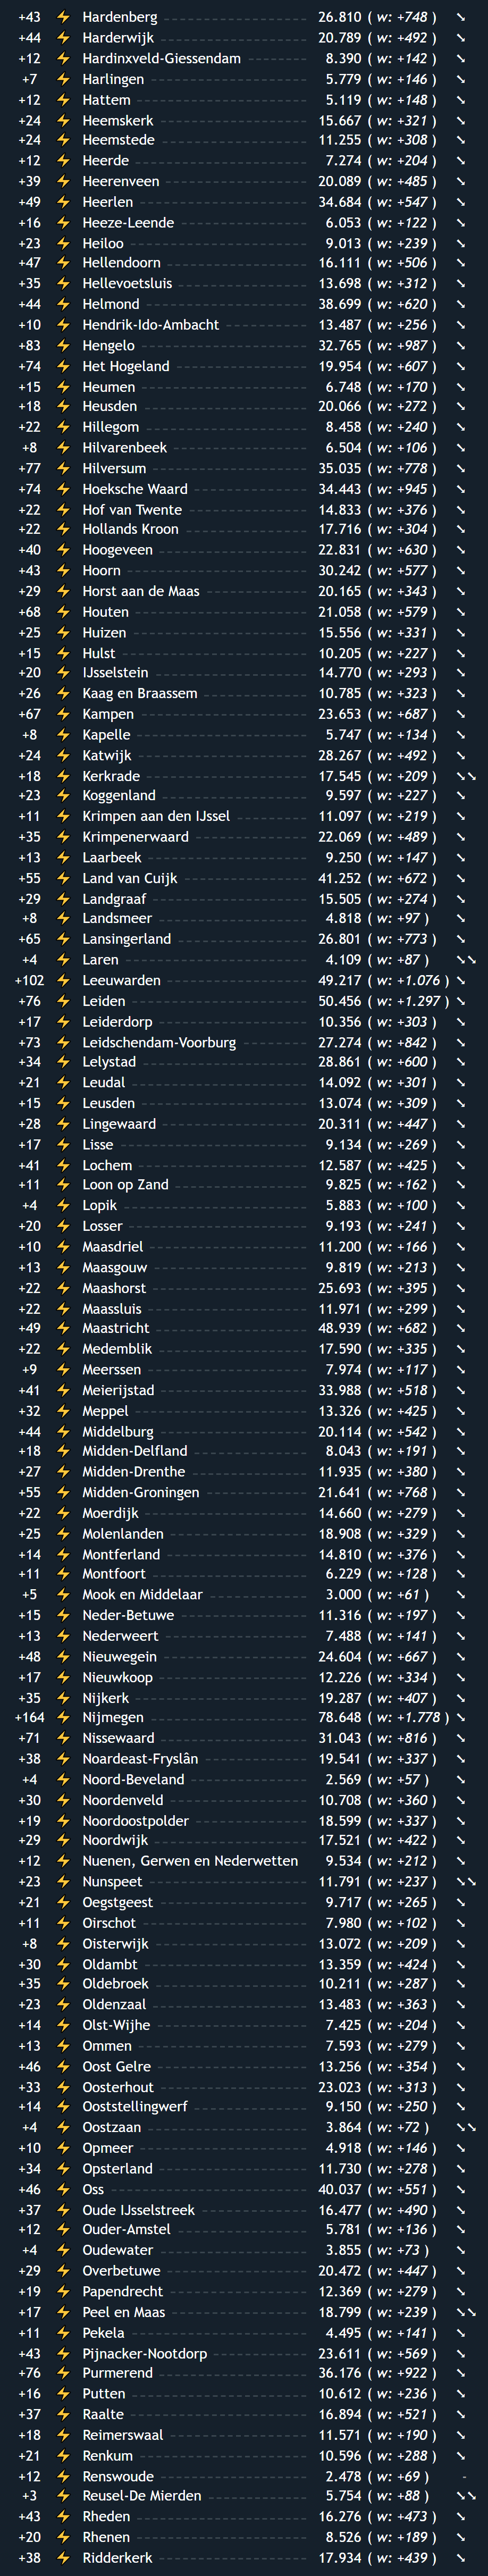 +43 ⚡ Hardenberg 26.810 ( w: +748 ) ⤡
+44 ⚡ Harderwijk 20.789 ( w: +492 ) ⤡
+12 ⚡ Hardinxveld-Giessendam 8.390 ( w: +142 ) ⤡
+7 ⚡ Harlingen 5.779 ( w: +146 ) ⤡
+12 ⚡ Hattem 5.119 ( w: +148 ) ⤡
+24 ⚡ Heemskerk 15.667 ( w: +321 ) ⤡
+24 ⚡ Heemstede 11.255 ( w: +308 ) ⤡
+12 ⚡ Heerde 7.274 ( w: +204 ) ⤡
+39 ⚡ Heerenveen 20.089 ( w: +485 ) ⤡
+49 ⚡ Heerlen 34.684 ( w: +547 ) ⤡
+16 ⚡ Heeze-Leende 6.053 ( w: +122 ) ⤡
+23 ⚡ Heiloo 9.013 ( w: +239 ) ⤡
+47 ⚡ Hellendoorn 16.111 ( w: +506 ) ⤡
+35 ⚡ Hellevoetsluis 13.698 ( w: +312 ) ⤡
+44 ⚡ Helmond 38.699 ( w: +620 ) ⤡
+10 ⚡ Hendrik-Ido-Ambacht 13.487 ( w: +256 ) ⤡
+83 ⚡ Hengelo 32.765 ( w: +987 ) ⤡
+74 ⚡ Het Hogeland 19.954 ( w: +607 ) ⤡
+15 ⚡ Heumen 6.748 ( w: +170 ) ⤡
+18 ⚡ Heusden 20.066 ( w: +272 ) ⤡
+22 ⚡ Hillegom 8.458 ( w: +240 ) ⤡
+8 ⚡ Hilvarenbeek 6.504 ( w: +106 ) ⤡
+77 ⚡ Hilversum 35.035 ( w: +778 ) ⤡
+74 ⚡ Hoeksche Waard 34.443 ( w: +945 ) ⤡
+22 ⚡ Hof van Twente 14.833 ( w: +376 ) ⤡
+22 ⚡ Hollands Kroon 17.716 ( w: +304 ) ⤡
+40 ⚡ Hoogeveen 22.831 ( w: +630 ) ⤡
+43 ⚡ Hoorn 30.242 ( w: +577 ) ⤡
+29 ⚡ Horst aan de Maas 20.165 ( w: +343 ) ⤡
+68 ⚡ Houten 21.058 ( w: +579 ) ⤡
+25 ⚡ Huizen 15.556 ( w: +331 ) ⤡
+15 ⚡ Hulst 10.205 ( w: +227 ) ⤡
+20 ⚡ IJsselstein 14.770 ( w: +293 ) ⤡
+26 ⚡ Kaag en Braassem 10.785 ( w: +323 ) ⤡
+67 ⚡ Kampen 23.653 ( w: +687 ) ⤡
+8 ⚡ Kapelle 5.747 ( w: +134 ) ⤡
+24 ⚡ Katwijk 28.267 ( w: +492 ) ⤡
+18 ⚡ Kerkrade 17.545 ( w: +209 ) ⤡⤡
+23 ⚡ Koggenland 9.597 ( w: +227 ) ⤡
+11 ⚡ Krimpen aan den IJssel 11.097 ( w: +219 ) ⤡
+35 ⚡ Krimpenerwaard 22.069 ( w: +489 ) ⤡
+13 ⚡ Laarbeek 9.250 ( w: +147 ) ⤡
+55 ⚡ Land van Cuijk 41.252 ( w: +672 ) ⤡
+29 ⚡ Landgraaf 15.505 ( w: +274 ) ⤡
+8 ⚡ Landsmeer 4.818 ( w: +97 ) ⤡
+65 ⚡ Lansingerland 26.801 ( w: +773 ) ⤡
+4 ⚡ Laren 4.109 ( w: +87 ) ⤡⤡
+102 ⚡ Leeuwarden 49.217 ( w: +1.076 ) ⤡
+76 ⚡ Leiden 50.456 ( w: +1.297 ) ⤡
+17 ⚡ Leiderdorp 10.356 ( w: +303 ) ⤡
+73 ⚡ Leidschendam-Voorburg 27.274 ( w: +842 ) ⤡
+34 ⚡ Lelystad 28.861 ( w: +600 ) ⤡
+21 ⚡ Leudal 14.092 ( w: +301 ) ⤡
+15 ⚡ Leusden 13.074 ( w: +309 ) ⤡
+28 ⚡ Lingewaard 20.311 ( w: +447 ) ⤡
+17 ⚡ Lisse 9.134 ( w: +269 ) ⤡
+41 ⚡ Lochem 12.587 ( w: +425 ) ⤡
+11 ⚡ Loon op Zand 9.825 ( w: +162 ) ⤡
+4 ⚡ Lopik 5.883 ( w: +100 ) ⤡
+20 ⚡ Losser 9.193 ( w: +241 ) ⤡
+10 ⚡ Maasdriel 11.200 ( w: +166 ) ⤡
+13 ⚡ Maasgouw 9.819 ( w: +213 ) ⤡
+22 ⚡ Maashorst 25.693 ( w: +395 ) ⤡
+22 ⚡ Maassluis 11.971 ( w: +299 ) ⤡
+49 ⚡ Maastricht 48.939 ( w: +682 ) ⤡
+22 ⚡ Medemblik 17.590 ( w: +335 ) ⤡
+9 ⚡ Meerssen 7.974 ( w: +117 ) ⤡
+41 ⚡ Meierijstad 33.988 ( w: +518 ) ⤡
+32 ⚡ Meppel 13.326 ( w: +425 ) ⤡
+44 ⚡ Middelburg 20.114 ( w: +542 ) ⤡
+18 ⚡ Midden-Delfland 8.043 ( w: +191 ) ⤡
+27 ⚡ Midden-Drenthe 11.935 ( w: +380 ) ⤡
+55 ⚡ Midden-Groningen 21.641 ( w: +768 ) ⤡
+22 ⚡ Moerdijk 14.660 ( w: +279 ) ⤡
+25 ⚡ Molenlanden 18.908 ( w: +329 ) ⤡
+14 ⚡ Montferland 14.810 ( w: +376 ) ⤡
+11 ⚡ Montfoort 6.229 ( w: +128 ) ⤡
+5 ⚡ Mook en Middelaar 3.000 ( w: +61 ) ⤡
+15 ⚡ Neder-Betuwe 11.316 ( w: +197 ) ⤡
+13 ⚡ Nederweert 7.488 ( w: +141 ) ⤡
+48 ⚡ Nieuwegein 24.604 ( w: +667 ) ⤡
+17 ⚡ Nieuwkoop 12.226 ( w: +334 ) ⤡
+35 ⚡ Nijkerk 19.287 ( w: +407 ) ⤡
+164 ⚡ Nijmegen 78.648 ( w: +1.778 ) ⤡
+71 ⚡ Nissewaard 31.043 ( w: +816 ) ⤡
+38 ⚡ Noardeast-Fryslân 19.541 ( w: +337 ) ⤡
+4 ⚡ Noord-Beveland 2.569 ( w: +57 ) ⤡
+30 ⚡ Noordenveld 10.708 ( w: +360 ) ⤡
+19 ⚡ Noordoostpolder 18.599 ( w: +337 ) ⤡
+29 ⚡ Noordwijk 17.521 ( w: +422 ) ⤡
+12 ⚡ Nuenen, Gerwen en Nederwetten 9.534 ( w: +212 ) ⤡
+23 ⚡ Nunspeet 11.791 ( w: +237 ) ⤡⤡
+21 ⚡ Oegstgeest 9.717 ( w: +265 ) ⤡
+11 ⚡ Oirschot 7.980 ( w: +102 ) ⤡
+8 ⚡ Oisterwijk 13.072 ( w: +209 ) ⤡
+30 ⚡ Oldambt 13.359 ( w: +424 ) ⤡
+35 ⚡ Oldebroek 10.211 ( w: +287 ) ⤡
+23 ⚡ Oldenzaal 13.483 ( w: +363 ) ⤡
+14 ⚡ Olst-Wijhe 7.425 ( w: +204 ) ⤡
+13 ⚡ Ommen 7.593 ( w: +279 ) ⤡
+46 ⚡ Oost Gelre 13.256 ( w: +354 ) ⤡
+33 ⚡ Oosterhout 23.023 ( w: +313 ) ⤡
+14 ⚡ Ooststellingwerf 9.150 ( w: +250 ) ⤡
+4 ⚡ Oostzaan 3.864 ( w: +72 ) ⤡⤡
+10 ⚡ Opmeer 4.918 ( w: +146 ) ⤡
+34 ⚡ Opsterland 11.730 ( w: +278 ) ⤡
+46 ⚡ Oss 40.037 ( w: +551 ) ⤡
+37 ⚡ Oude IJsselstreek 16.477 ( w: +490 ) ⤡
+12 ⚡ Ouder-Amstel 5.781 ( w: +136 ) ⤡
+4 ⚡ Oudewater 3.855 ( w: +73 ) ⤡
+29 ⚡ Overbetuwe 20.472 ( w: +447 ) ⤡
+19 ⚡ Papendrecht 12.369 ( w: +279 ) ⤡
+17 ⚡ Peel en Maas 18.799 ( w: +239 ) ⤡⤡
+11 ⚡ Pekela 4.495 ( w: +141 ) ⤡
+43 ⚡ Pijnacker-Nootdorp 23.611 ( w: +569 ) ⤡
+76 ⚡ Purmerend 36.176 ( w: +922 ) ⤡
+16 ⚡ Putten 10.612 ( w: +236 ) ⤡
+37 ⚡ Raalte 16.894 ( w: +521 ) ⤡
+18 ⚡ Reimerswaal 11.571 ( w: +190 ) ⤡
+21 ⚡ Renkum 10.596 ( w: +288 ) ⤡
+12 ⚡ Renswoude 2.478 ( w: +69 ) -
+3 ⚡ Reusel-De Mierden 5.754 ( w: +88 ) ⤡⤡
+43 ⚡ Rheden 16.276 ( w: +473 ) ⤡
+20 ⚡ Rhenen 8.526 ( w: +189 ) ⤡
+38 ⚡ Ridderkerk 17.934 ( w: +439 ) ⤡